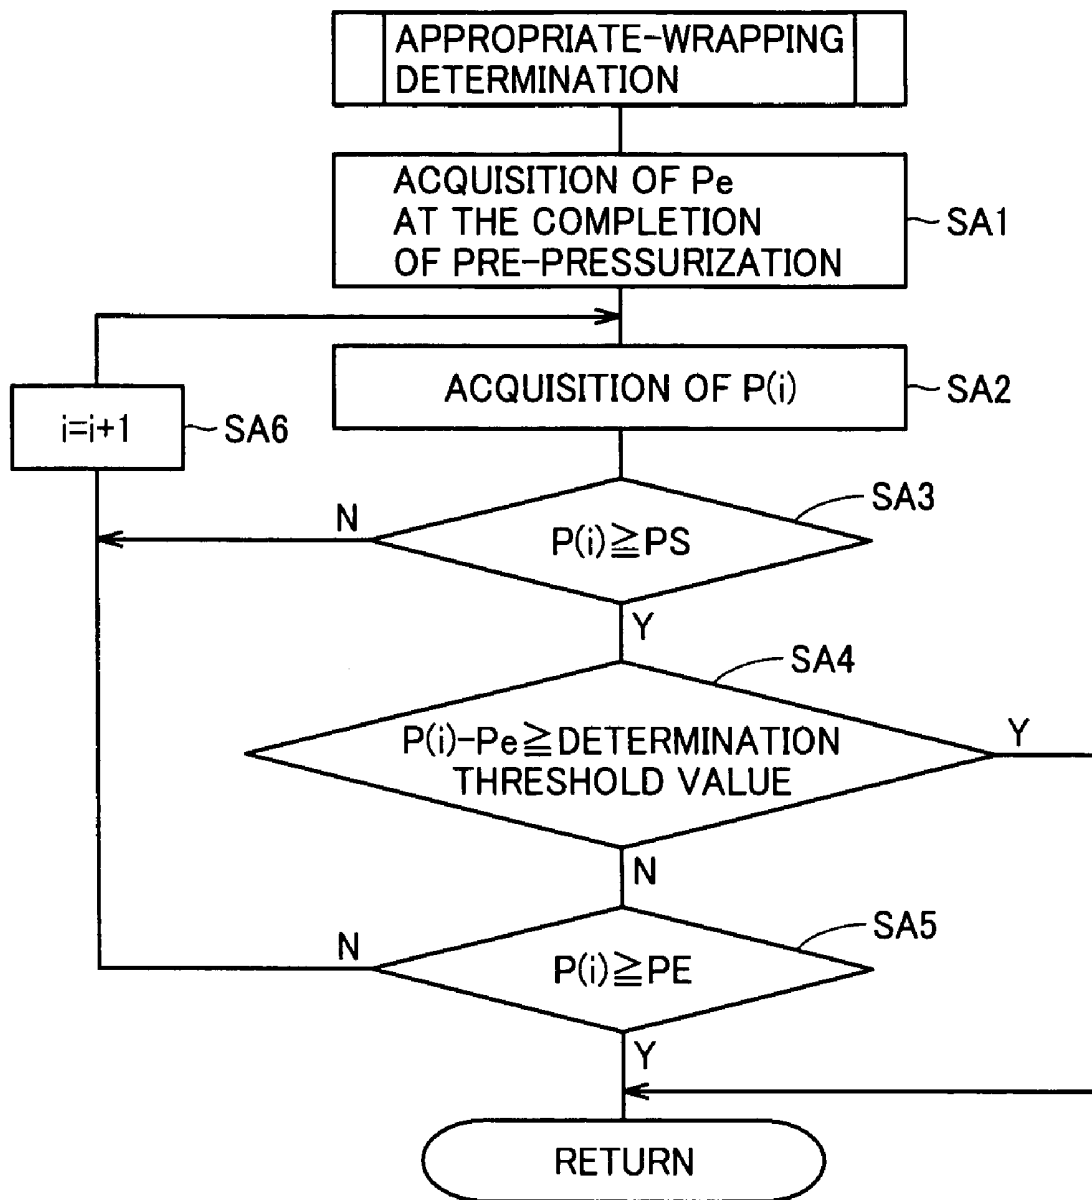 APPROPRIATE-WRAPPING
DETERMINATION
ACQUISITION OF Pe
AT THE COMPLETION
OF PRE-PRESSURIZATION
SA1
ACQUISITION OF P(i)
SA2
i=i+1
SA6
SA3
N
P(i)≧PS
Y
SA4
P(i)-Pe≧DETERMINATION
THRESHOLD VALUE
Y
N
SA5
N
P(i)≧PE
Y
RETURN